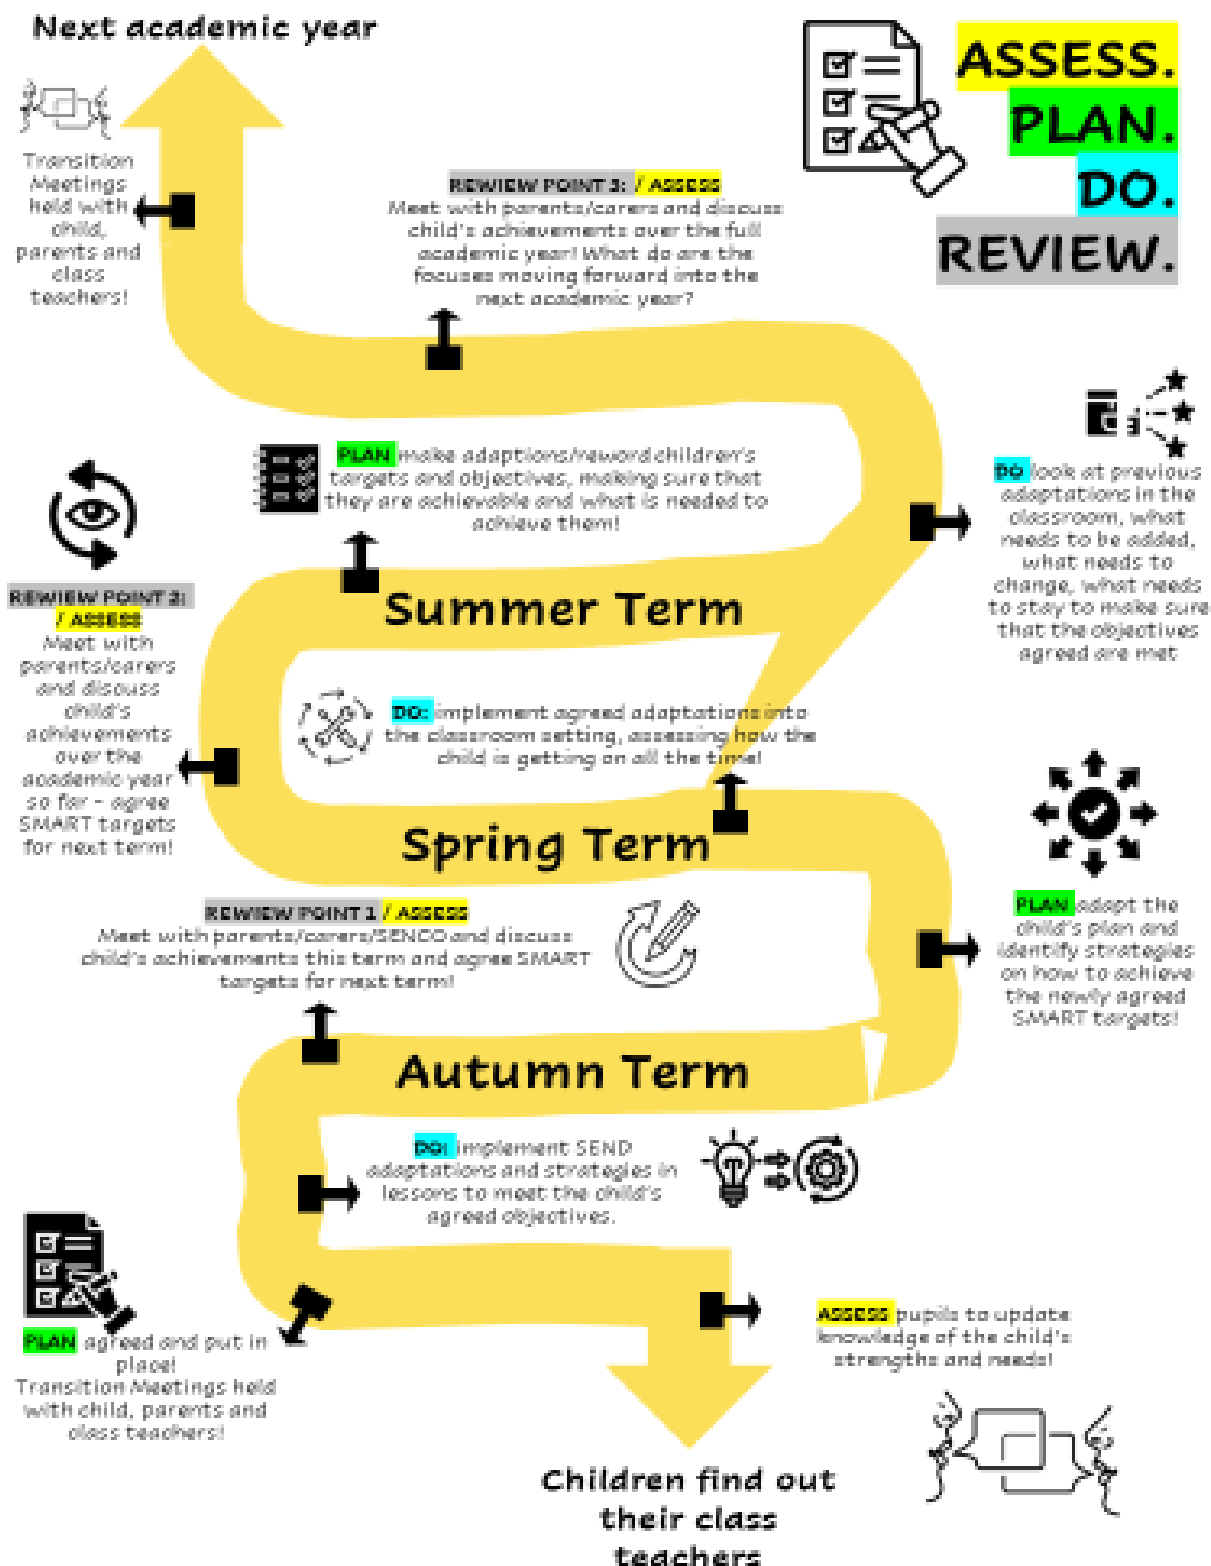 Next academic year
ASSESS.
PLAN.
DO.
REVIEW.
Transition
Meetings
held with
child,
parents and
class
teachers!
REWIEW POINT 3: / ASSESS
Meet with parents/carers and discuss
child's achievements over the full
academic year! What do are the
focuses moving forward into the
next academic year?
PLAN make adaptions/reword children's
targets and objectives, making sure that
they are achievable and what is needed to
achieve them!
DO look at previous
adaptations in the
classroom, what
needs to be added,
what needs to
change, what needs
to stay to make sure
that the objectives
agreed are met
Summer Term
REWIEW POINT 2:
/ ASSESS
Meet with
parents/carers
and discuss
child's
achievements
over the
academic year
so far - agree
SMART targets
for next term!
DO: implement agreed adaptations into
the classroom setting, assessing how the
child is getting on all the time!
Spring Term
PLAN adapt the
child's plan and
identify strategies
on how to achieve
the newly agreed
SMART targets!
REWIEW POINT 1 / ASSESS
Meet with parents/carers/SENCO and discuss
child's achievements this term and agree SMART
targets for next term!
Autumn Term
DO: implement SEND
adaptations and strategies in
lessons to meet the child's
agreed objectives.
PLAN agreed and put in
place!
Transition Meetings held
with child, parents and
class teachers!
ASSESS pupils to update
knowledge of the child's
strengths and needs!
Children find out
their class
teachers